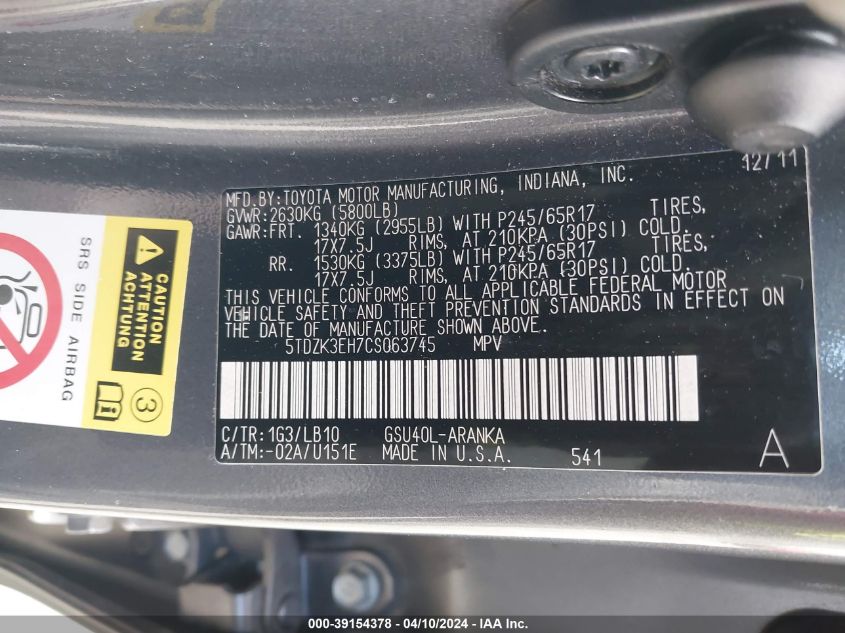 12/11
MFD.BY:TOYOTA MOTOR MANUFACTURING, INDIANA, INC.
GVWR:2630KG (5800LB)
GAWR:FRT. 1340KG (2955LB) WITH P245/65R17 TIRES,
17X7.5J RIMS, AT 210KPA (30PSI) COLD.
RR. 1530KG (3375LB) WITH P245/65R17 TIRES,
17X7.5J RIMS, AT 210KPA (30PSI) COLD.
THIS VEHICLE CONFORMS TO ALL APPLICABLE FEDERAL MOTOR
VEHICLE SAFETY AND THEFT PREVENTION STANDARDS IN EFFECT ON
THE DATE OF MANUFACTURE SHOWN ABOVE.
5TDZK3EH7CS063745 MPV
C/TR:1G3/LB10 GSU40L-ARANKA
A/TM:-02A/U151E MADE IN U.S.A. 541 A
SRS SIDE AIRBAG
CAUTION
ATTENTION
ACHTUNG
3
000-39154378 - 04/10/2024 - IAA Inc.